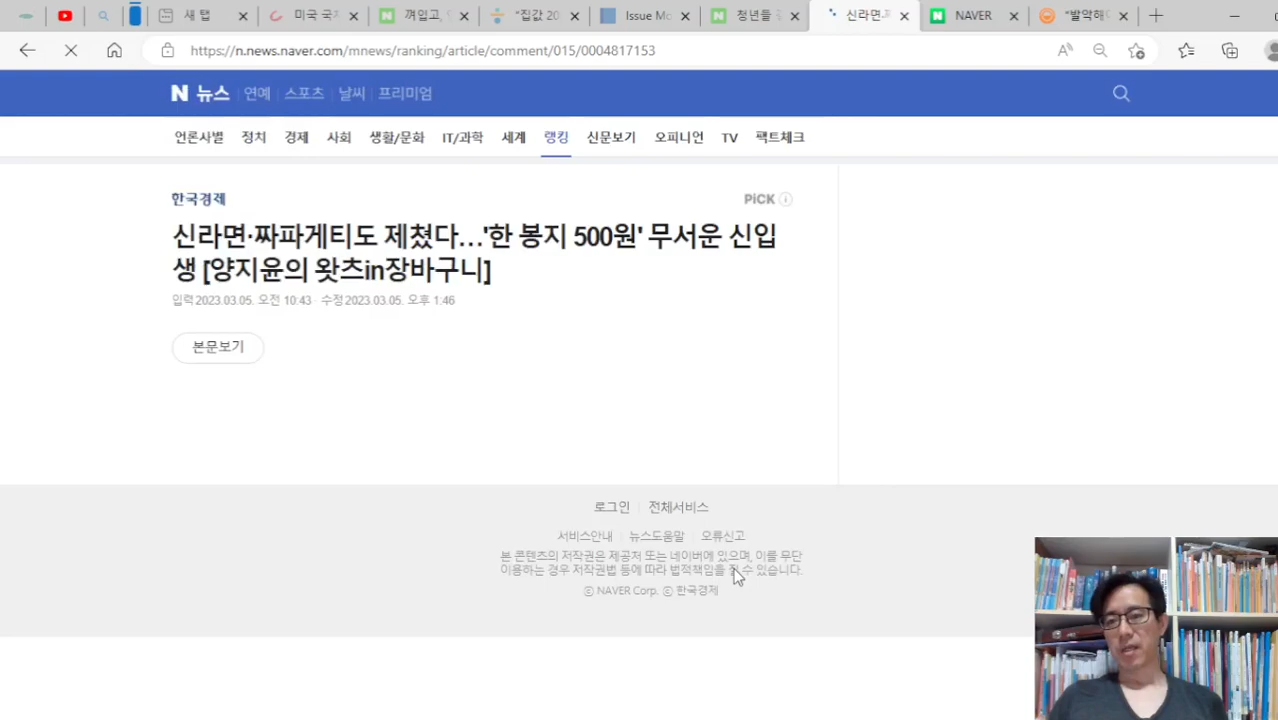 새 탭
미국 국
껴입고,
"집값 20
Issue Mo
청년들
신라면·
NAVER
"발악해
https://n.news.naver.com/mnews/ranking/article/comment/015/0004817153
N 뉴스 연예 스포츠 날씨 프리미엄
언론사별 정치 경제 사회 생활/문화 IT/과학 세계 랭킹 신문보기 오피니언 TV 팩트체크
한국경제
PiCK
신라면·짜파게티도 제쳤다…'한 봉지 500원' 무서운 신입
생 [양지윤의 왓츠in장바구니]
입력 2023.03.05. 오전 10:43 · 수정 2023.03.05. 오후 1:46
본문보기
로그인 전체서비스
서비스안내 뉴스도움말 오류신고
본 콘텐츠의 저작권은 제공처 또는 네이버에 있으며, 이를 무단
이용하는 경우 저작권법 등에 따라 법적책임을 질 수 있습니다.
ⓒ NAVER Corp. ⓒ 한국경제